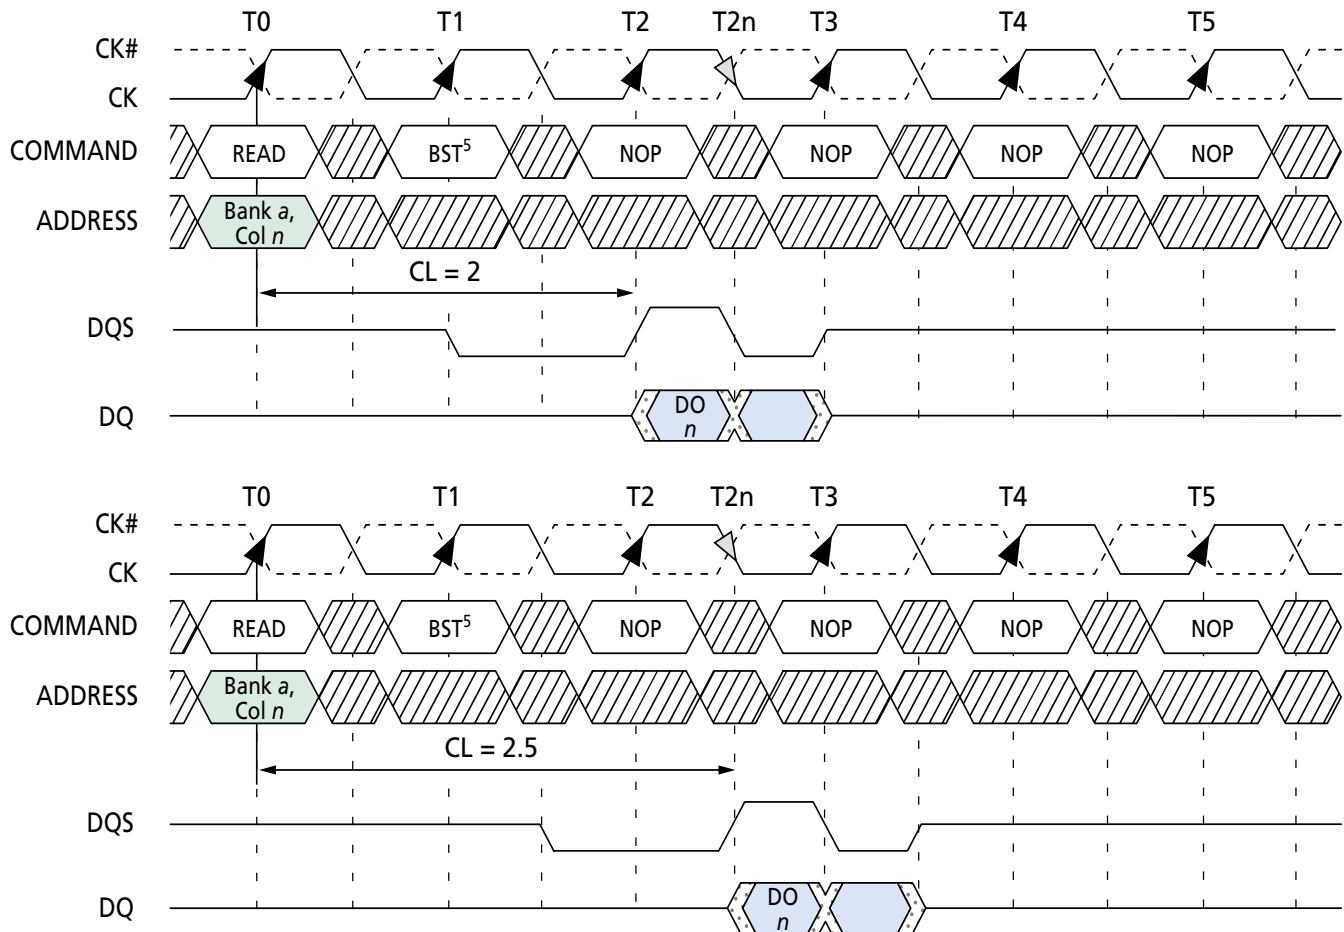 T0 T1 T2 T2n T3 T4 T5
CK#
CK
COMMAND READ BST5 NOP NOP NOP NOP
ADDRESS Bank a,
Col n
CL = 2
DQS
DQ DO
n
T0 T1 T2 T2n T3 T4 T5
CK#
CK
COMMAND READ BST5 NOP NOP NOP NOP
ADDRESS Bank a,
Col n
CL = 2.5
DQS
DQ DO
n